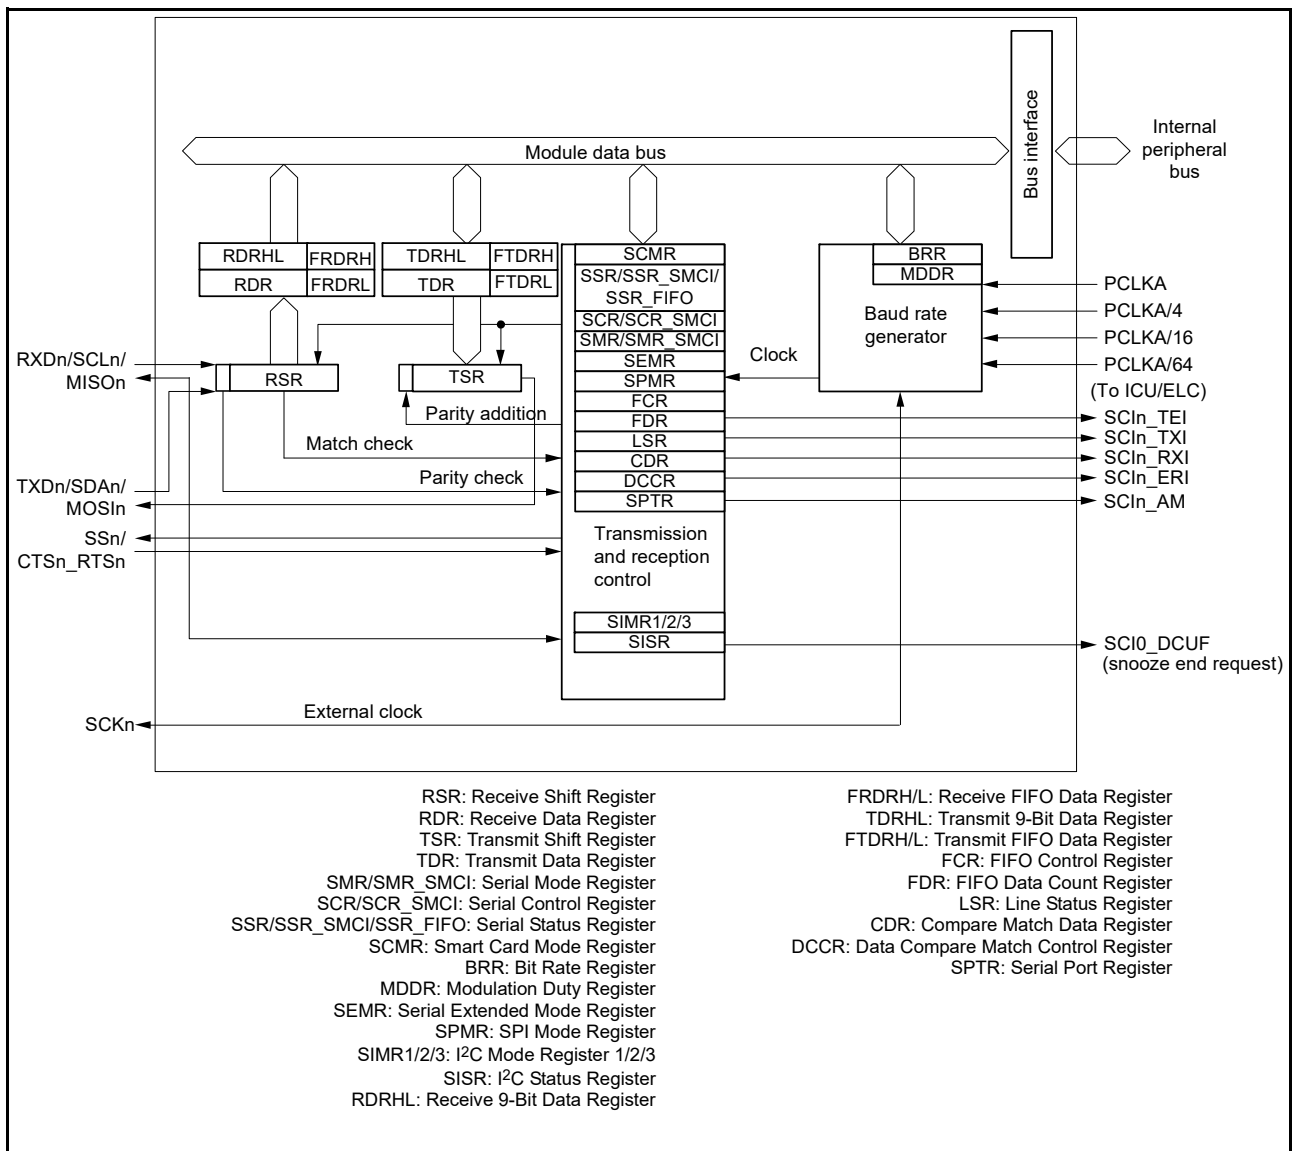 Module data bus
Bus interface
Internal
peripheral
bus
RDRHL
FRDRH
RDR
FRDRL
TDRHL
FTDRH
TDR
FTDRL
SCMR
SSR/SSR_SMCI/
SSR_FIFO
SCR/SCR_SMCI
SMR/SMR_SMCI
SEMR
SPMR
FCR
FDR
LSR
CDR
DCCR
SPTR
Transmission
and reception
control
SIMR1/2/3
SISR
BRR
MDDR
Baud rate
generator
Clock
PCLKA
PCLKA/4
PCLKA/16
PCLKA/64
(To ICU/ELC)
SCIn_TEI
SCIn_TXI
SCIn_RXI
SCIn_ERI
SCIn_AM
SCI0_DCUF
(snooze end request)
RXDn/SCLn/
MISOn
RSR
TSR
Parity addition
Match check
Parity check
TXDn/SDAn/
MOSIn
SSn/
CTSn_RTSn
SCKn
External clock
RSR: Receive Shift Register
RDR: Receive Data Register
TSR: Transmit Shift Register
TDR: Transmit Data Register
SMR/SMR_SMCI: Serial Mode Register
SCR/SCR_SMCI: Serial Control Register
SSR/SSR_SMCI/SSR_FIFO: Serial Status Register
SCMR: Smart Card Mode Register
BRR: Bit Rate Register
MDDR: Modulation Duty Register
SEMR: Serial Extended Mode Register
SPMR: SPI Mode Register
SIMR1/2/3: I²C Mode Register 1/2/3
SISR: I²C Status Register
RDRHL: Receive 9-Bit Data Register
FRDRH/L: Receive FIFO Data Register
TDRHL: Transmit 9-Bit Data Register
FTDRH/L: Transmit FIFO Data Register
FCR: FIFO Control Register
FDR: FIFO Data Count Register
LSR: Line Status Register
CDR: Compare Match Data Register
DCCR: Data Compare Match Control Register
SPTR: Serial Port Register